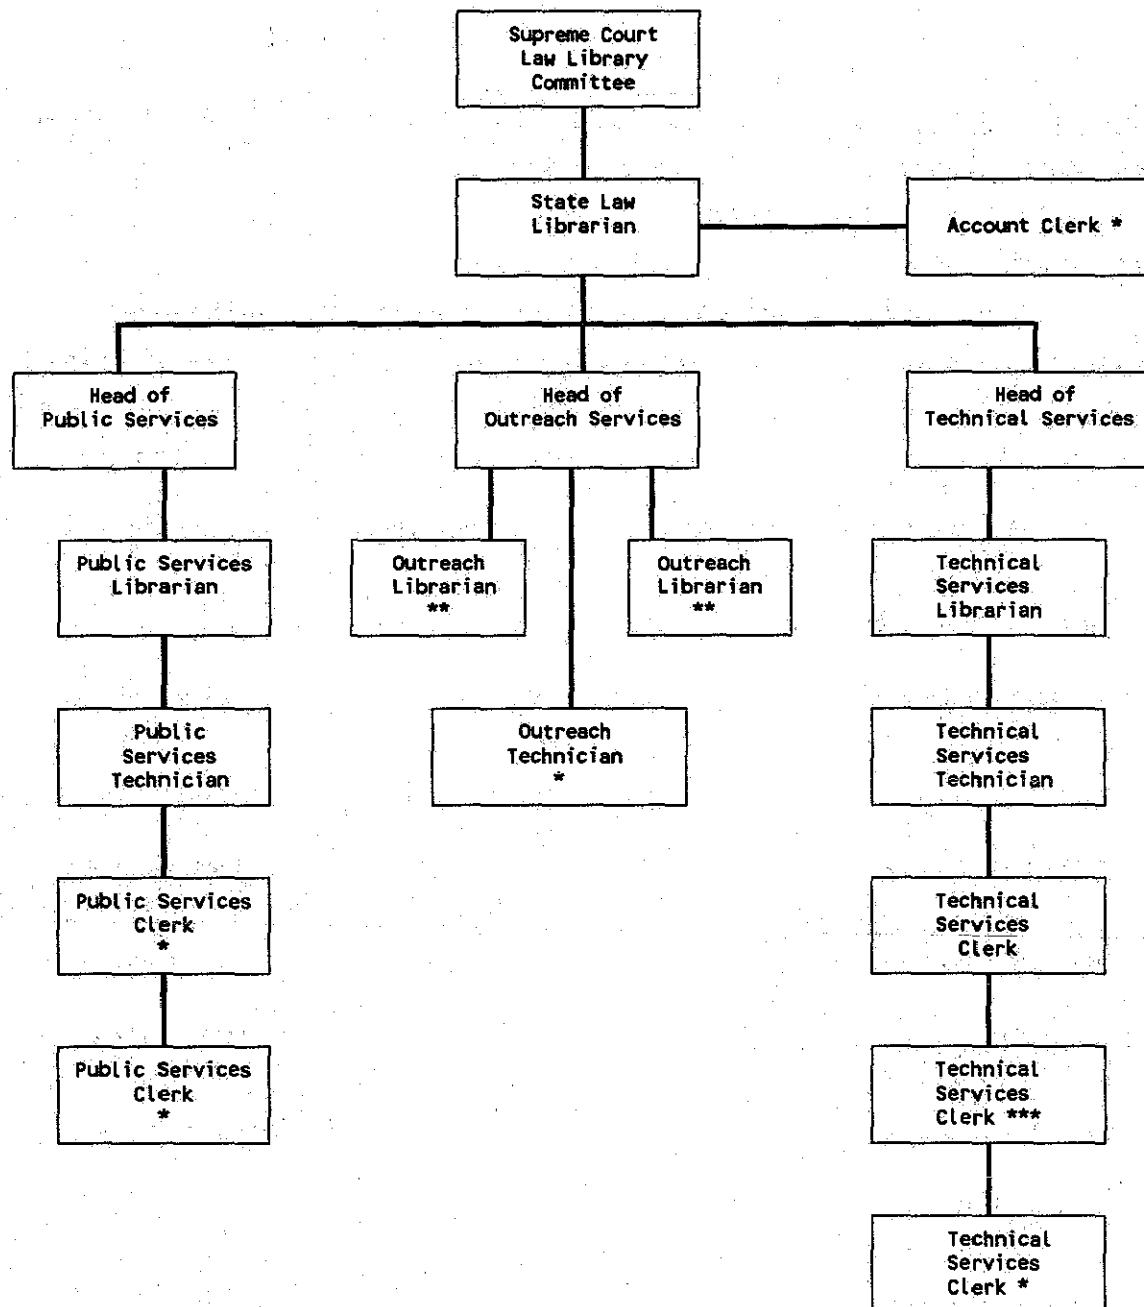 Supreme Court
Law Library
Committee
State Law
Librarian
Account Clerk *
Head of
Public Services
Head of
Outreach Services
Head of
Technical Services
Public Services
Librarian
Outreach
Librarian
**
Outreach
Librarian
**
Technical
Services
Librarian
Public
Services
Technician
Outreach
Technician
*
Technical
Services
Technician
Public Services
Clerk
*
Technical
Services
Clerk
Public Services
Clerk
*
Technical
Services
Clerk ***
Technical
Services
Clerk *